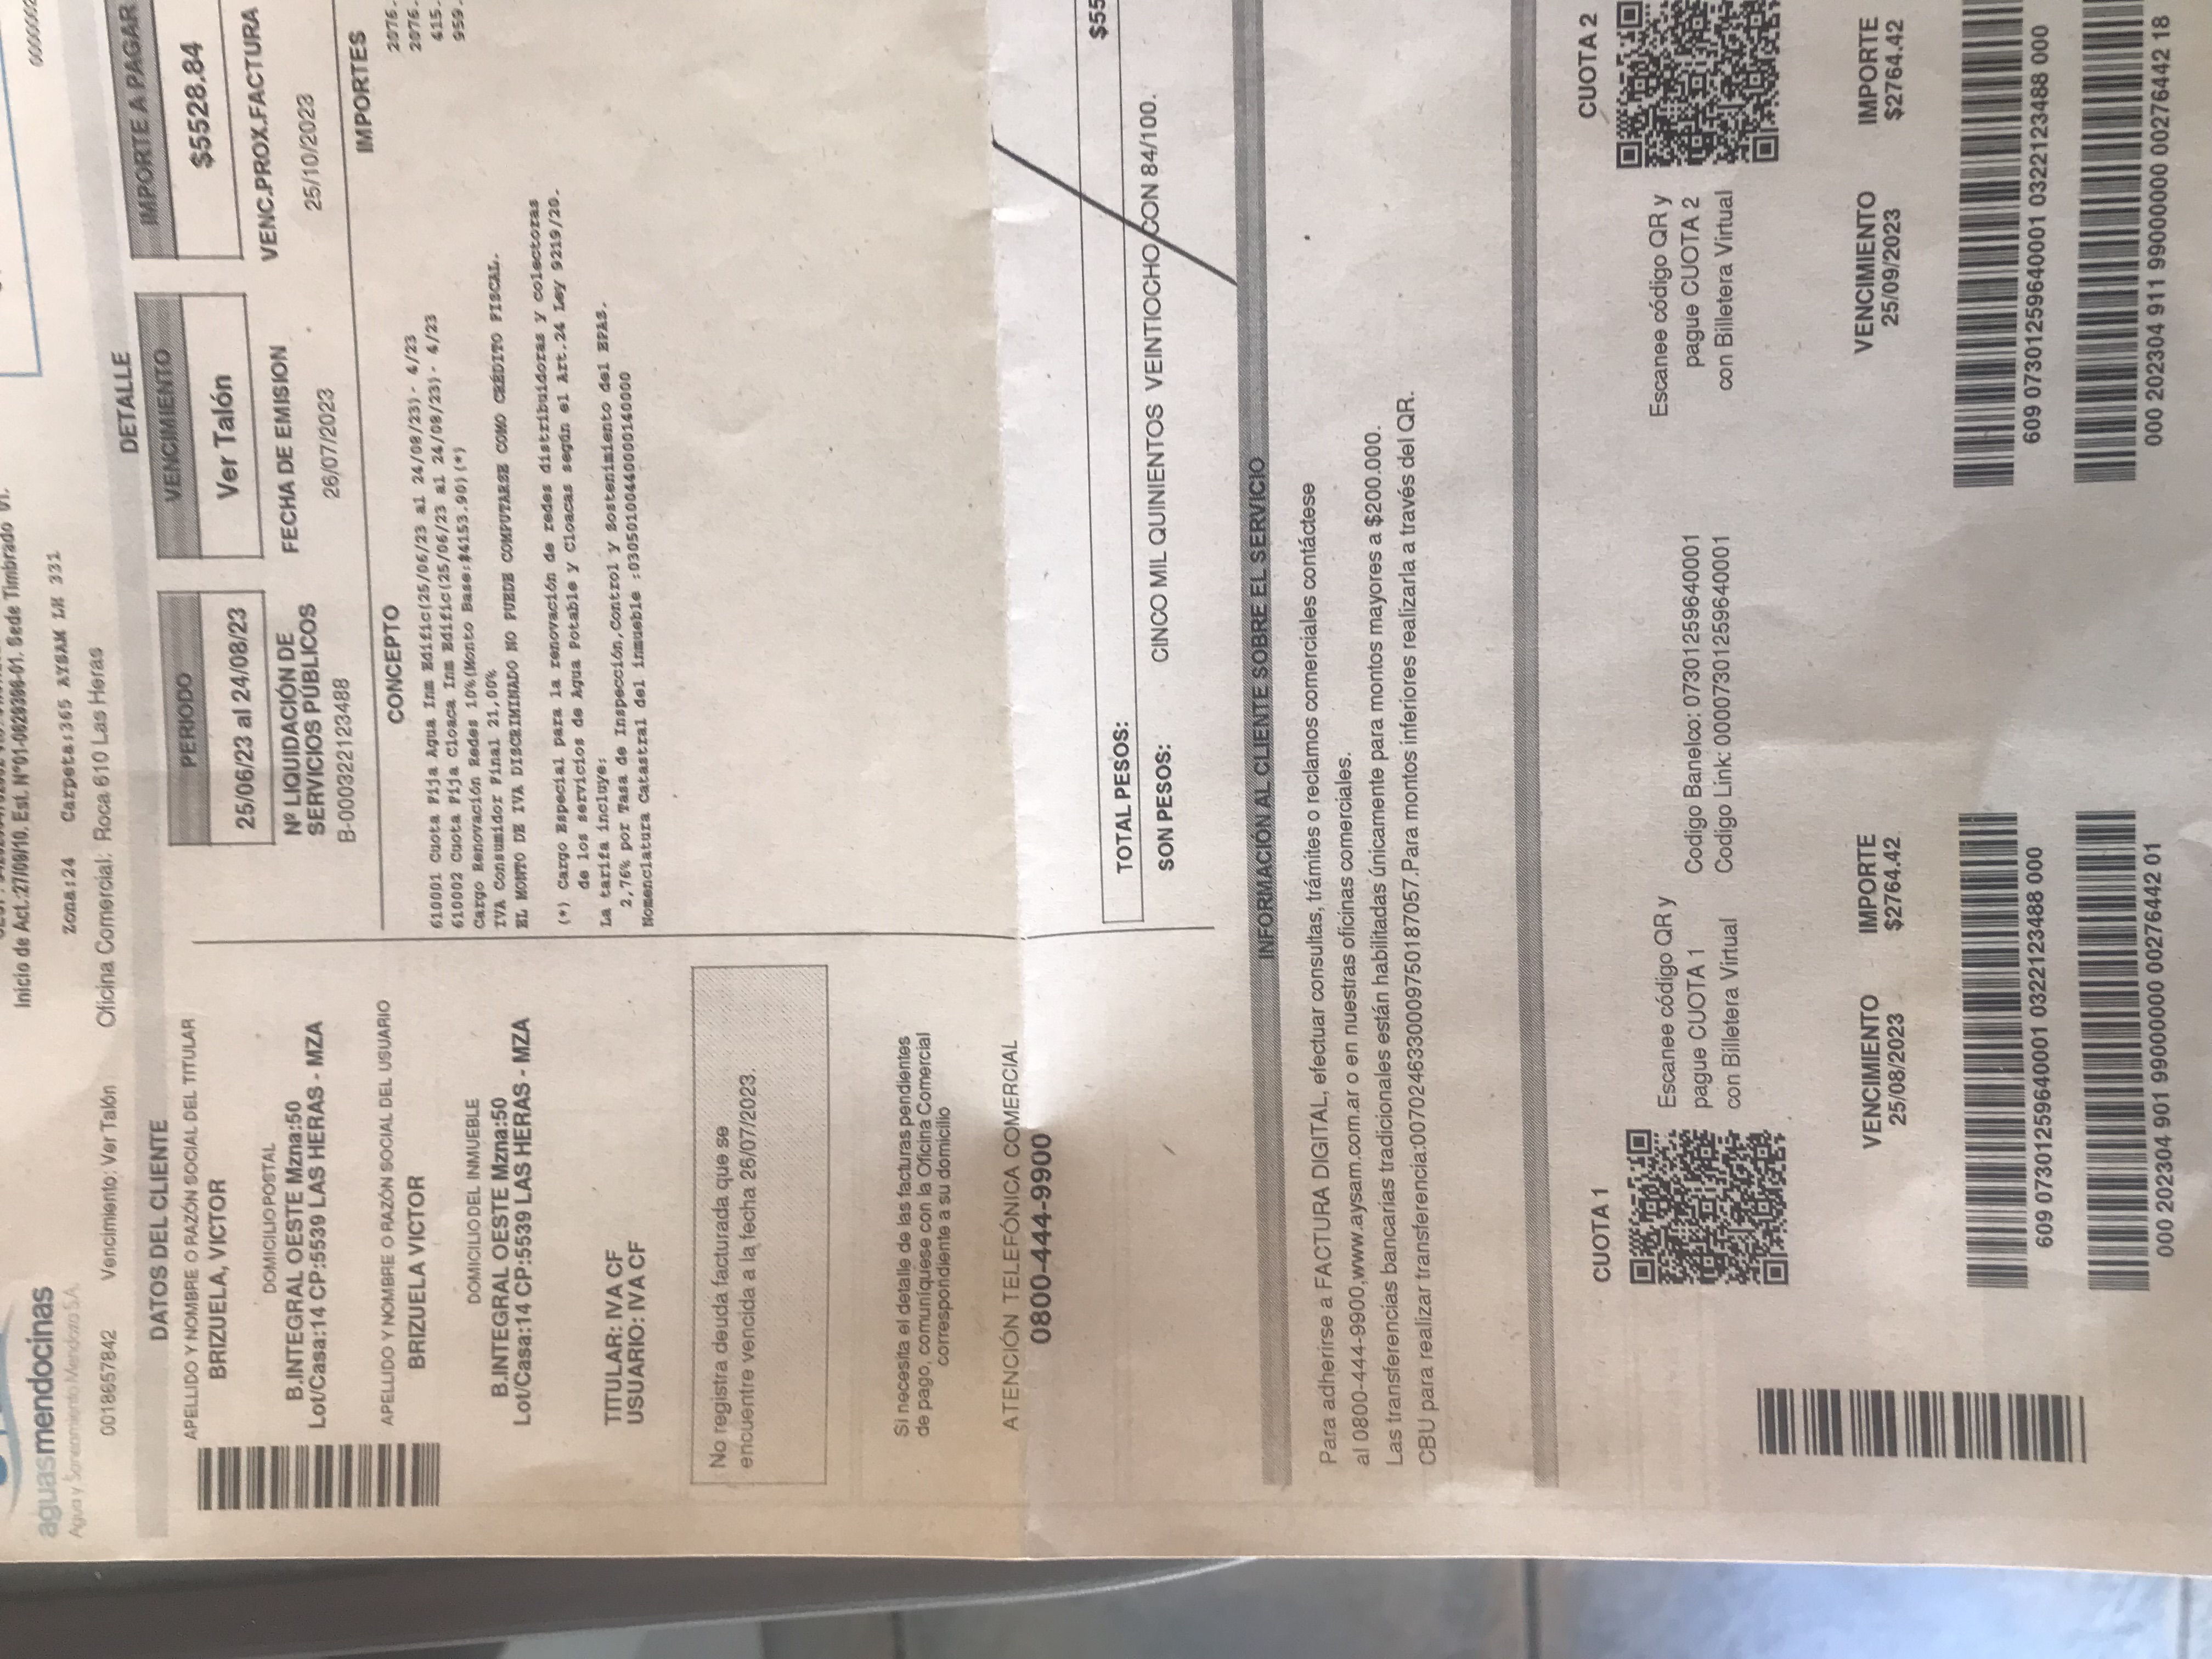 Inicio de Act.:27/09/10. Est. Nº01-0629396-01. Sede Timbrado 01.
aguasmendocinas
Agua y Saneamiento Mendoza S.A.
Zona:24 Carpeta:365 AYSAM LH 331
0018657842 Vencimiento: Ver Talón Oficina Comercial: Roca 610 Las Heras
DATOS DEL CLIENTE
APELLIDO Y NOMBRE O RAZÓN SOCIAL DEL TITULAR
BRIZUELA, VICTOR
DOMICILIO POSTAL
B.INTEGRAL OESTE Mzna:50
Lot/Casa:14 CP:5539 LAS HERAS - MZA
APELLIDO Y NOMBRE O RAZÓN SOCIAL DEL USUARIO
BRIZUELA VICTOR
DOMICILIO DEL INMUEBLE
B.INTEGRAL OESTE Mzna:50
Lot/Casa:14 CP:5539 LAS HERAS - MZA
TITULAR: IVA CF
USUARIO: IVA CF
No registra deuda facturada que se
encuentre vencida a la fecha 26/07/2023.
Si necesita el detalle de las facturas pendientes
de pago, comuníquese con la Oficina Comercial
correspondiente a su domicilio
ATENCIÓN TELEFÓNICA COMERCIAL
0800-444-9900
DETALLE
PERIODO
25/06/23 al 24/08/23
VENCIMIENTO
Ver Talón
IMPORTE A PAGAR
$5528.84
Nº LIQUIDACIÓN DE
SERVICIOS PÚBLICOS
B-000322123488
FECHA DE EMISION
26/07/2023
VENC.PROX.FACTURA
25/10/2023
CONCEPTO IMPORTES
610001 Cuota Fija Agua Inm Edific(25/06/23 al 24/08/23)- 4/23 2076.
610002 Cuota Fija Cloaca Inm Edific(25/06/23 al 24/08/23)- 4/23 2076.
Cargo Renovación Redes 10%(Monto Base:$4153.90)(*) 415.
IVA Consumidor Final 21,00% 959.
EL MONTO DE IVA DISCRIMINADO NO PUEDE COMPUTARSE COMO CRÉDITO FISCAL.
(*) Cargo Especial para la renovación de redes distribuidoras y colectoras
de los servicios de Agua Potable y Cloacas según el Art.24 Ley 9219/20.
La tarifa incluye:
2,76% por Tasa de Inspección,Control y Sostenimiento del EPAS.
Nomenclatura Catastral del inmueble :03050100440000140000
TOTAL PESOS: $55
SON PESOS: CINCO MIL QUINIENTOS VEINTIOCHO CON 84/100.
INFORMACIÓN AL CLIENTE SOBRE EL SERVICIO
Para adherirse a FACTURA DIGITAL, efectuar consultas, trámites o reclamos comerciales contáctese
al 0800-444-9900,www.aysam.com.ar o en nuestras oficinas comerciales.
Las transferencias bancarias tradicionales están habilitadas únicamente para montos mayores a $200.000.
CBU para realizar transferencia:0070246330009750187057.Para montos inferiores realizarla a través del QR.
CUOTA 1
Escanee código QR y
pague CUOTA 1
con Billetera Virtual
Codigo Banelco: 07301259640001
Codigo Link: 00007301259640001
CUOTA 2
Escanee código QR y
pague CUOTA 2
con Billetera Virtual
VENCIMIENTO IMPORTE
25/08/2023 $2764.42
VENCIMIENTO IMPORTE
25/09/2023 $2764.42
609 07301259640001 0322123488 000
609 07301259640001 0322123488 000
000 202304 901 99000000 00276442 01
000 202304 911 99000000 00276442 18